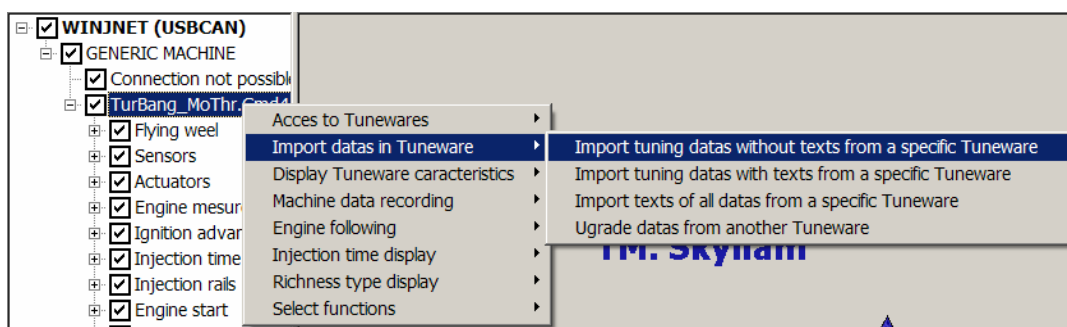 WINJNET (USBCAN)
GENERIC MACHINE
Connection not possible
TurBang_MoThr.Cmd4
Flying weel
Sensors
Actuators
Engine mesur
Ignition advar
Injection time
Injection rails
Engine start
Acces to Tunewares
Import datas in Tuneware
Display Tuneware caracteristics
Machine data recording
Engine following
Injection time display
Richness type display
Select functions
Import tuning datas without texts from a specific Tuneware
Import tuning datas with texts from a specific Tuneware
Import texts of all datas from a specific Tuneware
Ugrade datas from another Tuneware